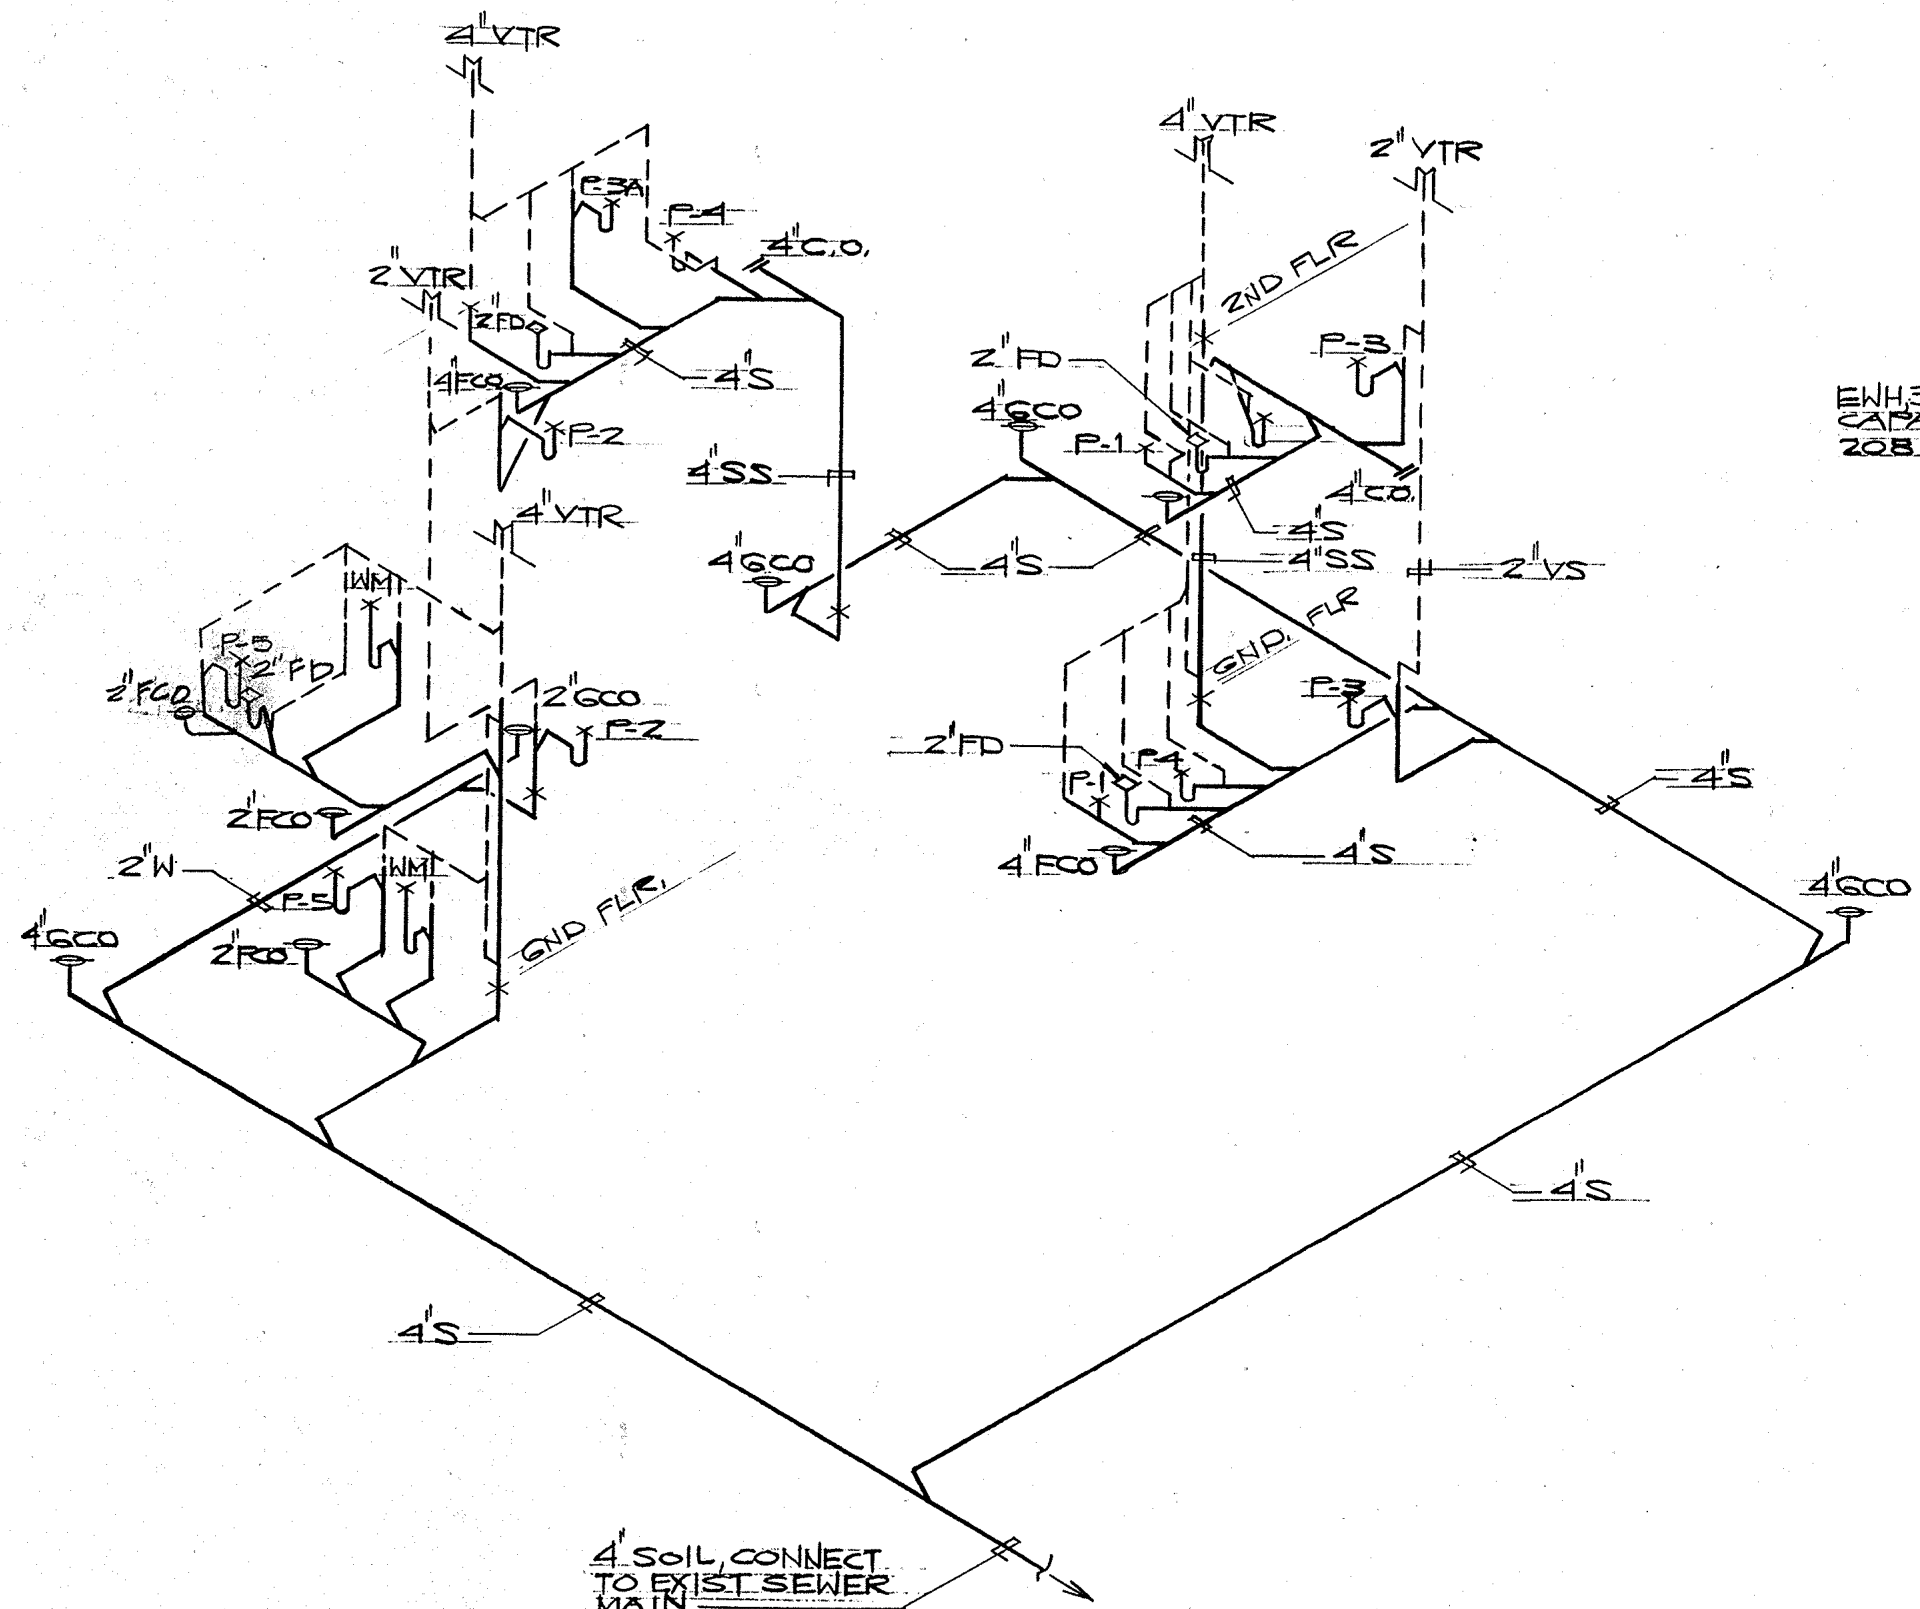 4" VTR
4" VTR
2" VTR
P-3A
P-4
4" C.O.
2ND FLR
2" VTR
2" FD
P-3
2" FD
4" FCO
4" S
4" GCO
P-2
P-1
4" SS
4" C.O.
4" VTR
4" S
4" GCO
4" S
4" SS
2" VS
WM
GND. FLR
P-5
2" FD
2" FCO
2" GCO
P-2
P-3
2" FD
P-4
P-1
4" S
2" FCO
4" S
4" FCO
2" W
WM
P-5
4" GCO
4" GCO
2" FCO
GND FLR.
4" S
4" S
4" SOIL, CONNECT
TO EXIST SEWER
MAIN
208